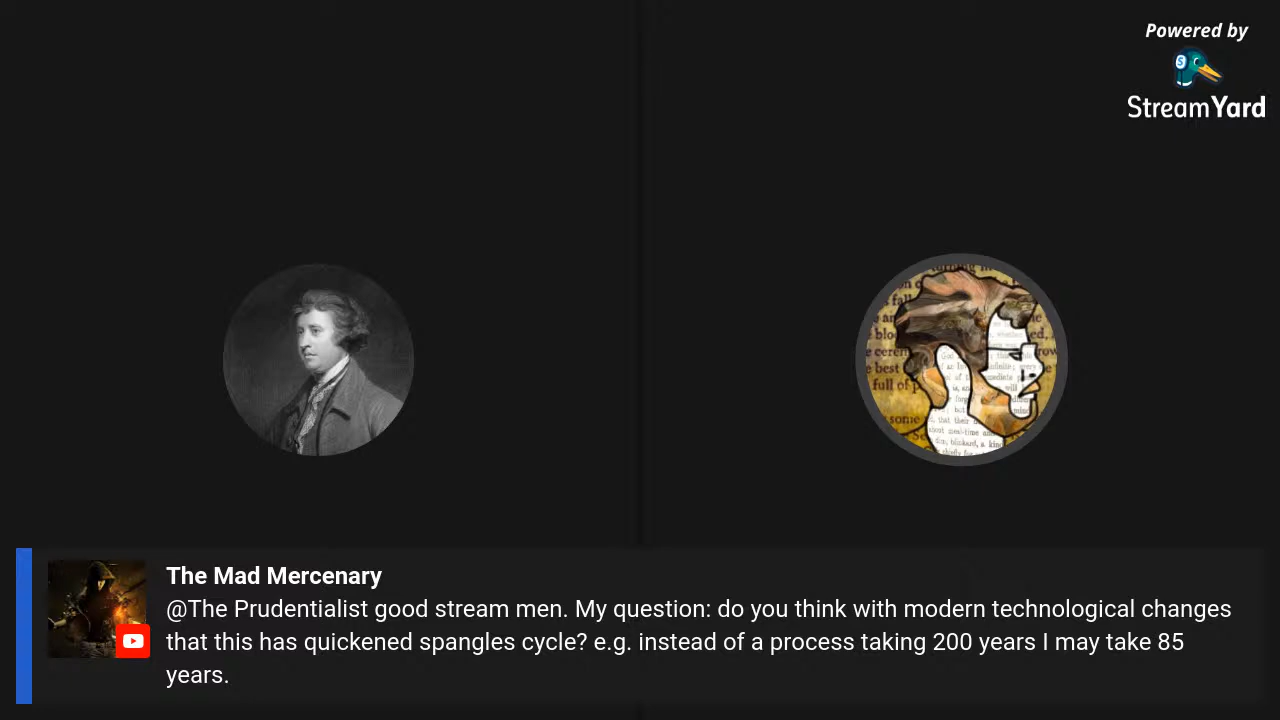 Powered by
StreamYard
The Mad Mercenary
@The Prudentialist good stream men. My question: do you think with modern technological changes
that this has quickened spangles cycle? e.g. instead of a process taking 200 years I may take 85
years.